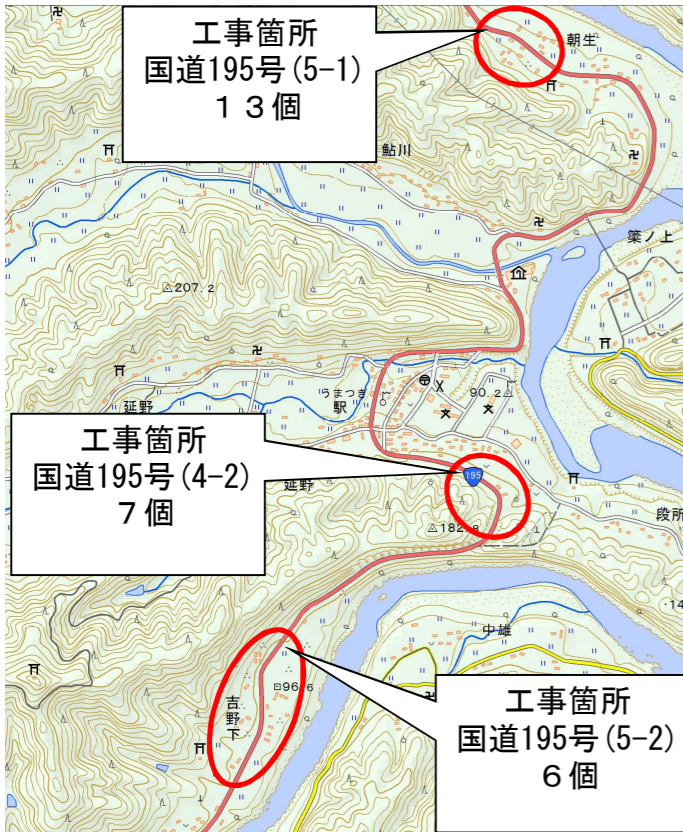 工事箇所
国道195号(5-1)
１３個
朝生
鮎川
簗ノ上
207.2
うまつき
駅
90.2
延野
工事箇所
国道195号(4-2)
７個
195
延野
段所
182.8
中雄
96.6
吉野下
工事箇所
国道195号(5-2)
６個